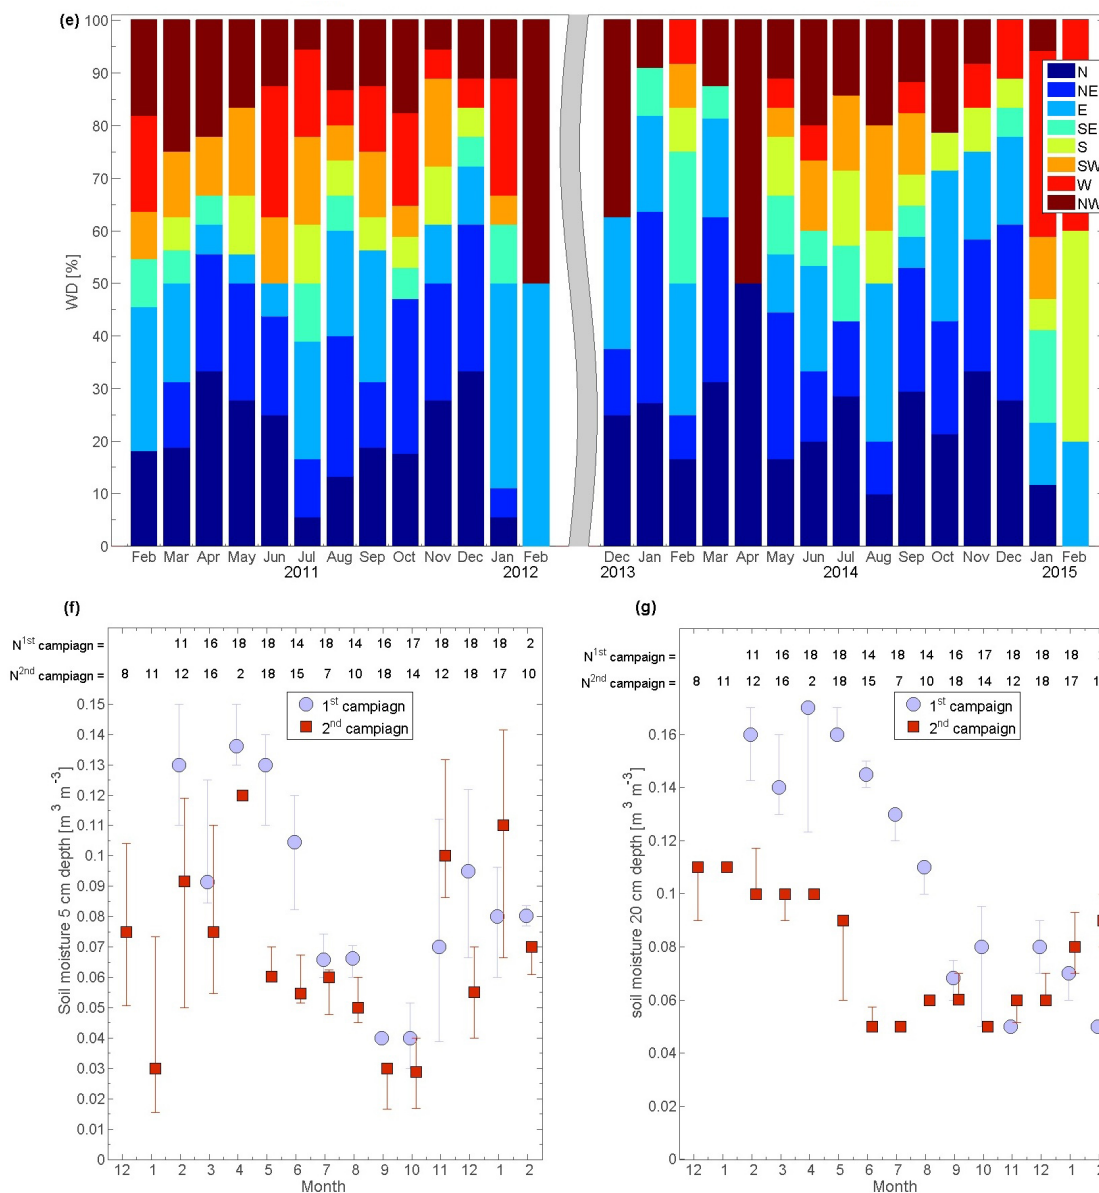 (e)
100
90
80
70
60
50
40
30
20
10
0
WD [%]
N
NE
E
SE
S
SW
W
NW
Feb Mar Apr May Jun Jul Aug Sep Oct Nov Dec Jan Feb Dec Jan Feb Mar Apr May Jun Jul Aug Sep Oct Nov Dec Jan Feb
2011 2012 2013 2014 2015
(f)
N1st campiagn = 11 16 18 18 14 18 14 16 17 18 18 18 2
N2nd campiagn = 8 11 12 16 2 18 15 7 10 18 14 12 18 17 10
1st campiagn
2nd campiagn
0.15
0.14
0.13
0.12
0.11
0.1
0.09
0.08
0.07
0.06
0.05
0.04
0.03
0.02
0.01
0
Soil moisture 5 cm depth [m3 m-3]
12 1 2 3 4 5 6 7 8 9 10 11 12 1 2
Month
(g)
N1st campaign = 11 16 18 18 14 18 14 16 17 18 18 18
N2nd campaign = 8 11 12 16 2 18 15 7 10 18 14 12 18 17 1
1st campaign
2nd campaign
0.16
0.14
0.12
0.1
0.08
0.06
0.04
0.02
0
soil moisture 20 cm depth [m3 m-3]
12 1 2 3 4 5 6 7 8 9 10 11 12 1 2
Month